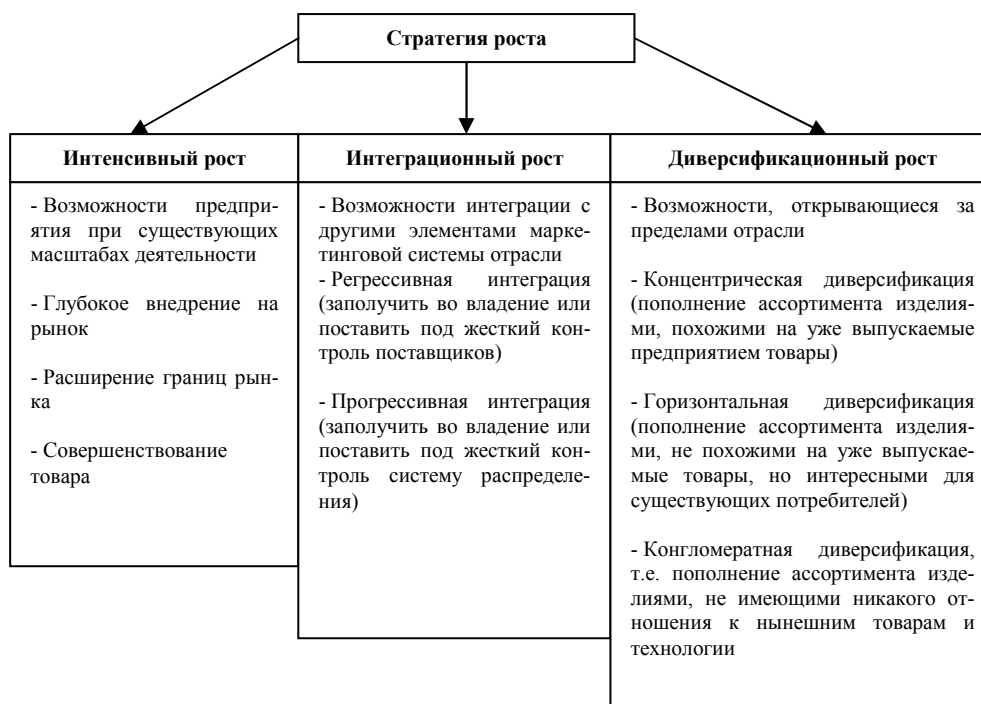 Стратегия роста
Интенсивный рост
- Возможности предпри-
ятия при существующих
масштабах деятельности
- Глубокое внедрение на
рынок
- Расширение границ рын-
ка
- Совершенствование
товара
Интеграционный рост
- Возможности интеграции с
другими элементами марке-
тинговой системы отрасли
- Регрессивная интеграция
(заполучить во владение или
поставить под жесткий кон-
троль поставщиков)
- Прогрессивная интеграция
(заполучить во владение или
поставить под жесткий кон-
троль систему распределе-
ния)
Диверсификационный рост
- Возможности, открывающиеся за
пределами отрасли
- Концентрическая диверсификация
(пополнение ассортимента изделия-
ми, похожими на уже выпускаемые
предприятием товары)
- Горизонтальная диверсификация
(пополнение ассортимента изделия-
ми, не похожими на уже выпускае-
мые товары, но интересными для
существующих потребителей)
- Конгломератная диверсификация,
т.е. пополнение ассортимента изде-
лиями, не имеющими никакого от-
ношения к нынешним товарам и
технологии